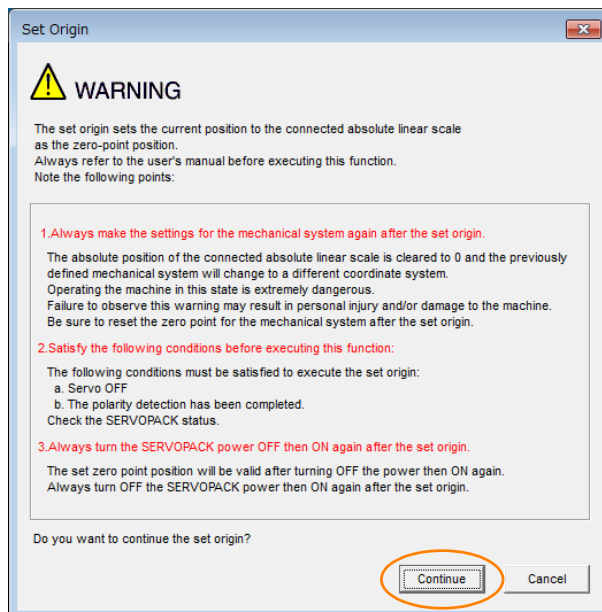 Set Origin
WARNING
The set origin sets the current position to the connected absolute linear scale
as the zero-point position.
Always refer to the user's manual before executing this function.
Note the following points:
1.Always make the settings for the mechanical system again after the set origin.
The absolute position of the connected absolute linear scale is cleared to 0 and the previously
defined mechanical system will change to a different coordinate system.
Operating the machine in this state is extremely dangerous.
Failure to observe this warning may result in personal injury and/or damage to the machine.
Be sure to reset the zero point for the mechanical system after the set origin.
2.Satisfy the following conditions before executing this function:
The following conditions must be satisfied to execute the set origin:
a. Servo OFF
b. The polarity detection has been completed.
Check the SERVOPACK status.
3.Always turn the SERVOPACK power OFF then ON again after the set origin.
The set zero point position will be valid after turning OFF the power then ON again.
Always turn OFF the SERVOPACK power then ON again after the set origin.
Do you want to continue the set origin?
Continue Cancel